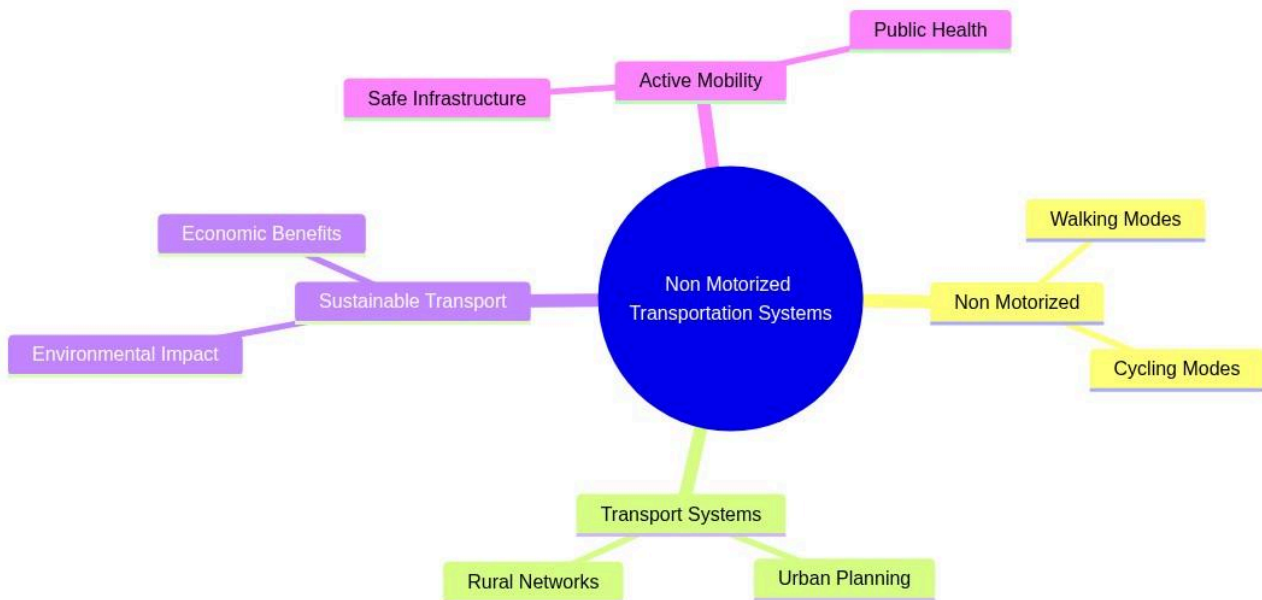 Public Health
Active Mobility
Safe Infrastructure
Walking Modes
Economic Benefits
Non Motorized
Transportation Systems
Sustainable Transport
Non Motorized
Environmental Impact
Cycling Modes
Transport Systems
Rural Networks
Urban Planning